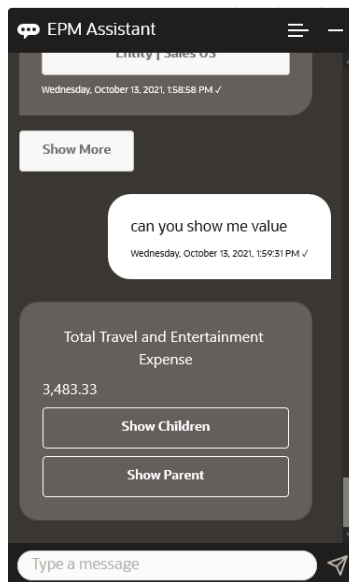 EPM Assistant
Entity | Sales US
Wednesday, October 13, 2021, 1:58:58 PM ✓
Show More
can you show me value
Wednesday, October 13, 2021, 1:59:31 PM ✓
Total Travel and Entertainment
Expense
3,483.33
Show Children
Show Parent
Type a message